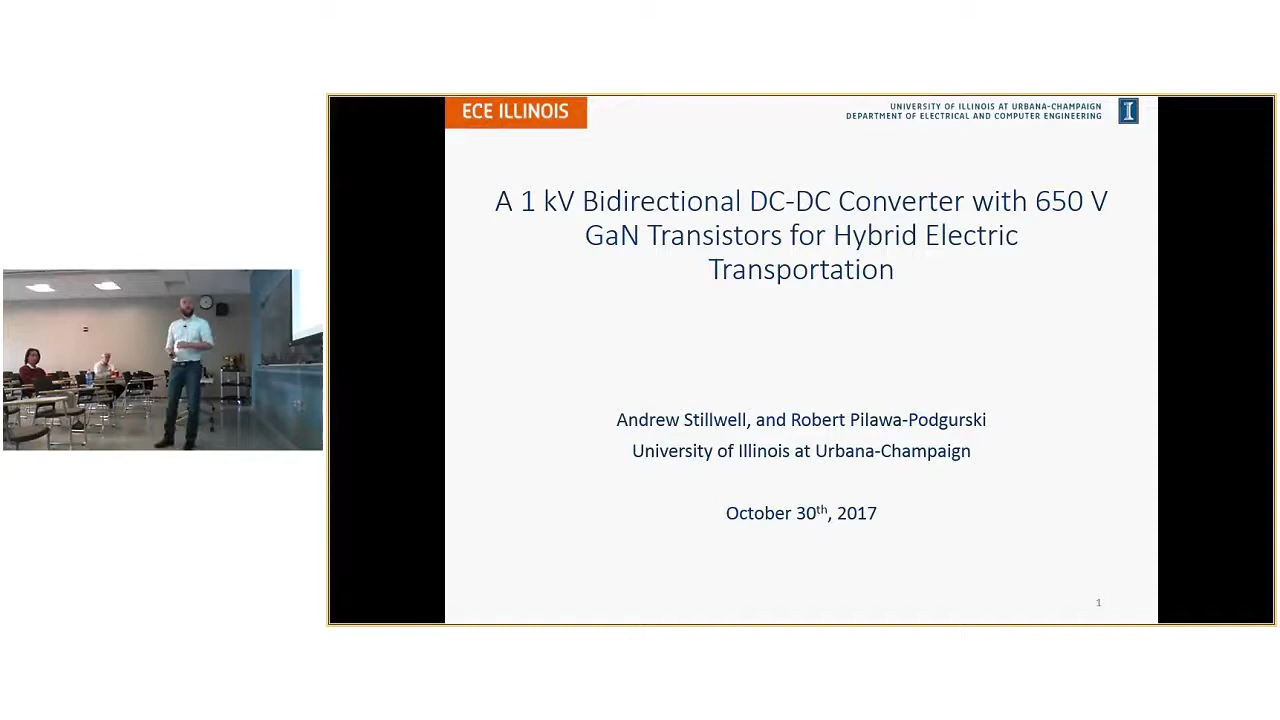 ECE ILLINOIS
UNIVERSITY OF ILLINOIS AT URBANA-CHAMPAIGN
DEPARTMENT OF ELECTRICAL AND COMPUTER ENGINEERING
I
A 1 kV Bidirectional DC-DC Converter with 650 V
GaN Transistors for Hybrid Electric
Transportation
Andrew Stillwell, and Robert Pilawa-Podgurski
University of Illinois at Urbana-Champaign
October 30th, 2017
1